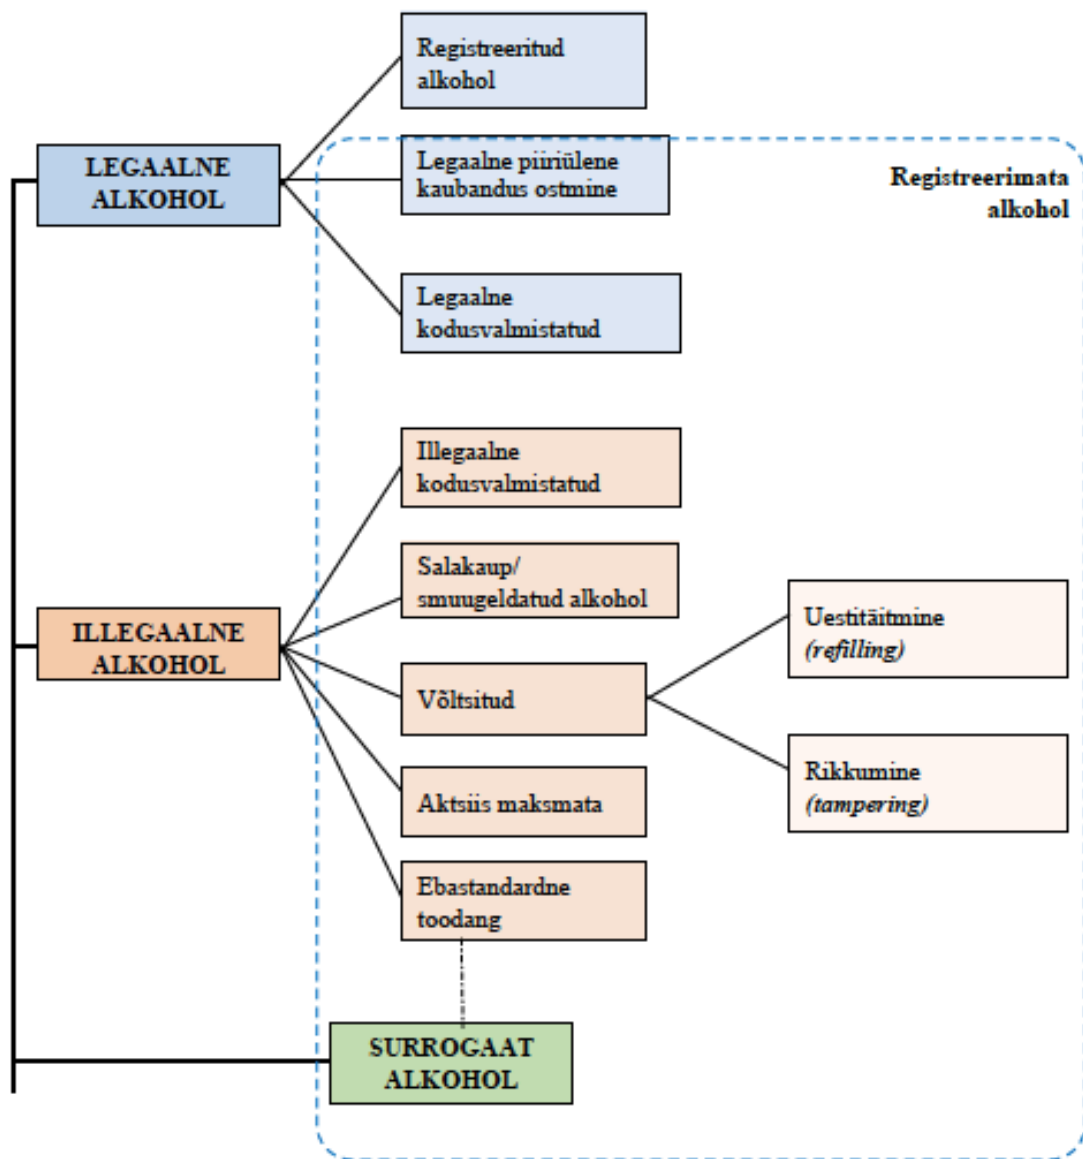 Registreeritud
alkohol
LEGAALNE
ALKOHOL
Legaalne piiriülene
kaubandus ostmine
Registreerimata
alkohol
Legaalne
kodusvalmistatud
Illegaalne
kodusvalmistatud
Salakaup/
smuugeldatud alkohol
ILLEGAALNE
ALKOHOL
Uestitäitmine
(refilling)
Võltsitud
Rikkumine
(tampering)
Aktsiis maksmata
Ebastandardne
toodang
SURROGAAT
ALKOHOL